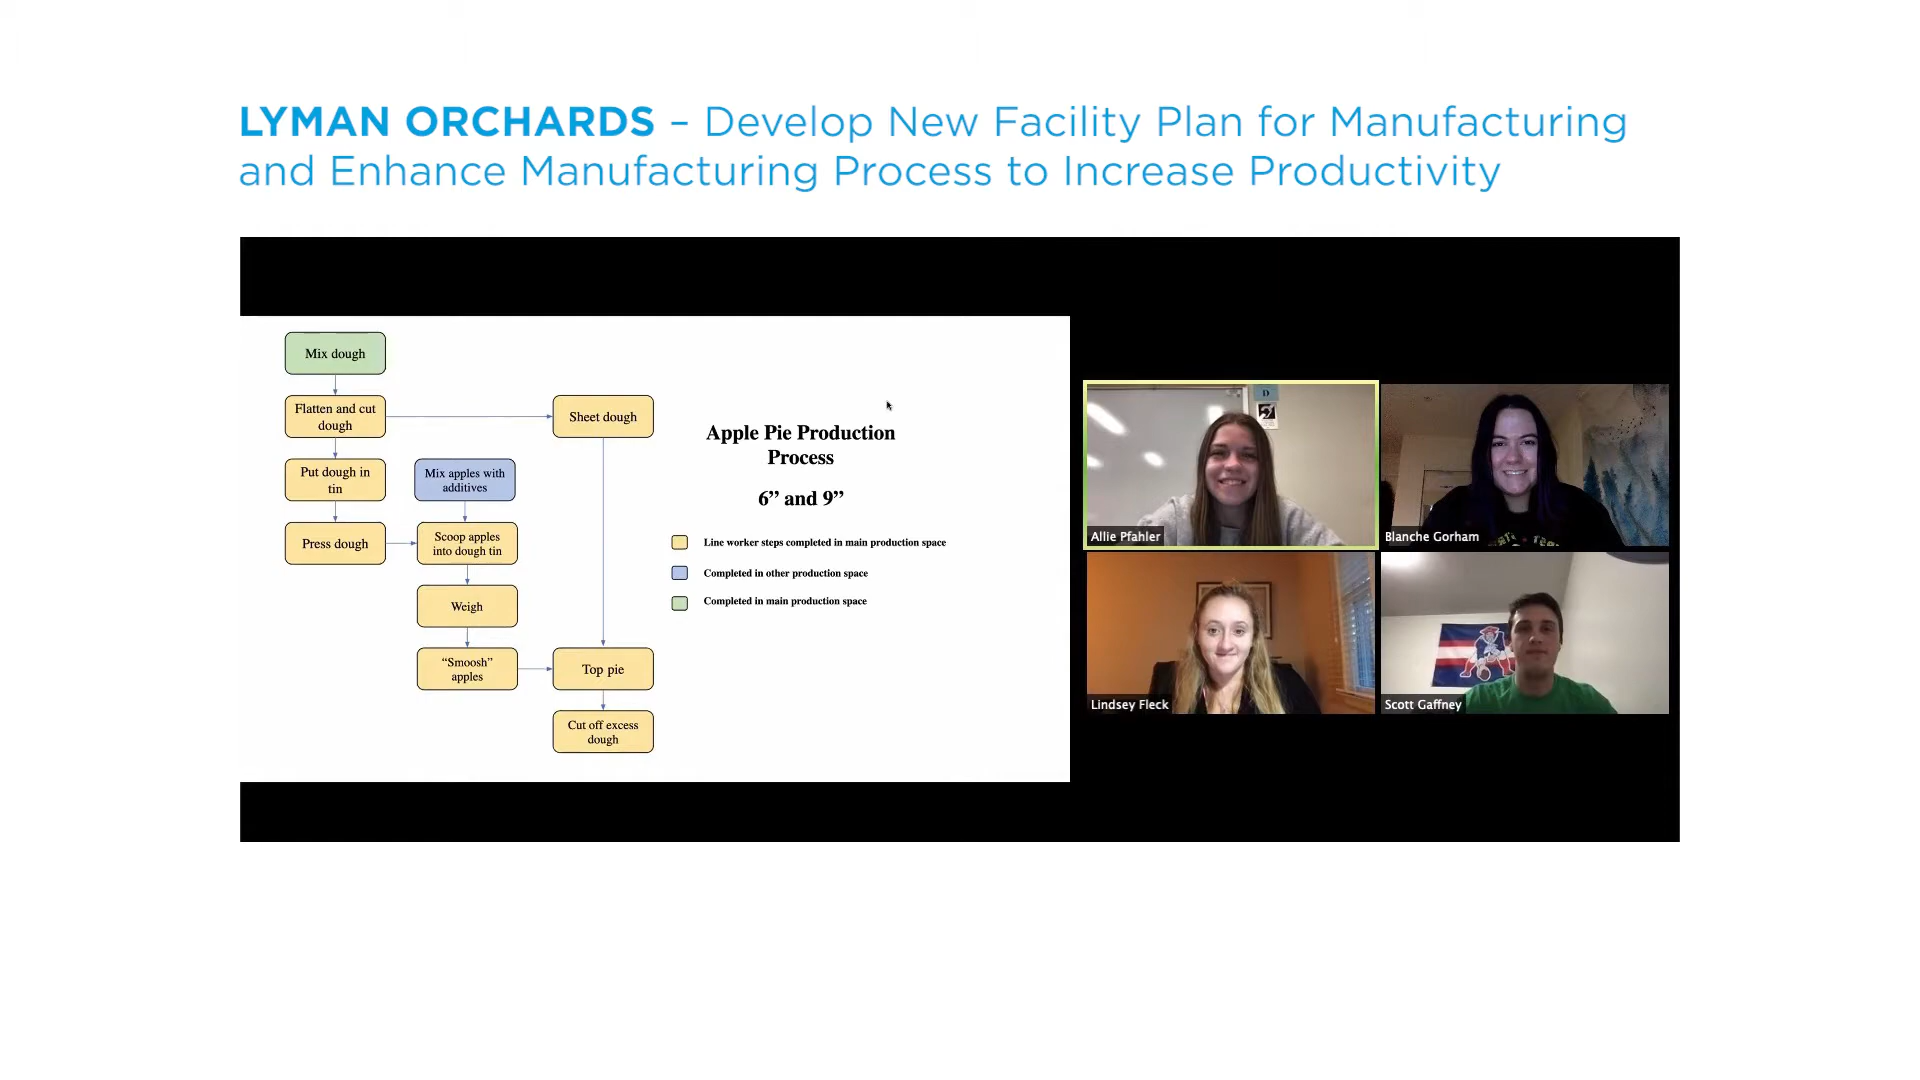 LYMAN ORCHARDS – Develop New Facility Plan for Manufacturing
and Enhance Manufacturing Process to Increase Productivity
Mix dough
Flatten and cut
dough
Sheet dough
Put dough in
tin
Mix apples with
additives
Press dough
Scoop apples
into dough tin
Weigh
“Smoosh”
apples
Top pie
Cut off excess
dough
Apple Pie Production
Process
6” and 9”
Line worker steps completed in main production space
Completed in other production space
Completed in main production space
D
Allie Pfahler
Blanche Gorham
Lindsey Fleck
Scott Gaffney